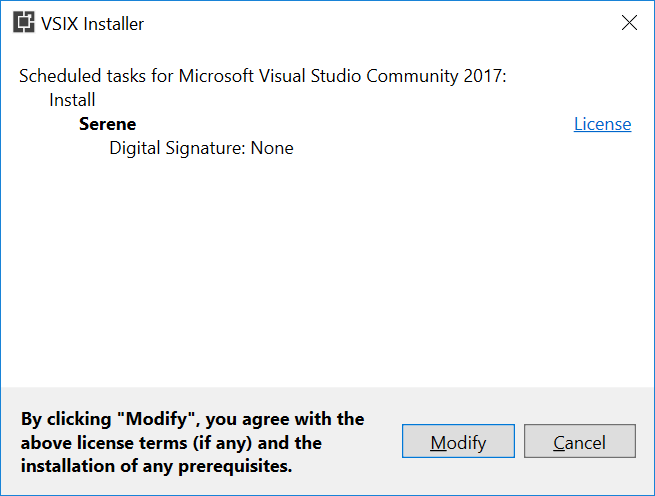 VSIX Installer
Scheduled tasks for Microsoft Visual Studio Community 2017:
Install
Serene License
Digital Signature: None
By clicking "Modify", you agree with the
above license terms (if any) and the
installation of any prerequisites.
Modify Cancel